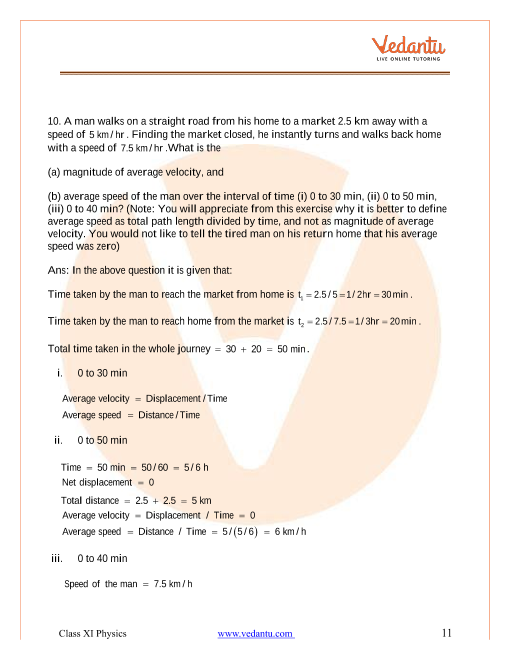 Vedantu
LIVE ONLINE TUTORING
10. A man walks on a straight road from his home to a market 2.5 km away with a
speed of 5 km / hr . Finding the market closed, he instantly turns and walks back home
with a speed of 7.5 km / hr .What is the
(a) magnitude of average velocity, and
(b) average speed of the man over the interval of time (i) 0 to 30 min, (ii) 0 to 50 min,
(iii) 0 to 40 min? (Note: You will appreciate from this exercise why it is better to define
average speed as total path length divided by time, and not as magnitude of average
velocity. You would not like to tell the tired man on his return home that his average
speed was zero)
Ans: In the above question it is given that:
Time taken by the man to reach the market from home is t₁ = 2.5 / 5 = 1 / 2hr = 30 min .
Time taken by the man to reach home from the market is t₂ = 2.5 / 7.5 = 1 / 3hr = 20 min .
Total time taken in the whole journey = 30 + 20 = 50 min .
i. 0 to 30 min
Average velocity = Displacement / Time
Average speed = Distance / Time
ii. 0 to 50 min
Time = 50 min = 50 / 60 = 5 / 6 h
Net displacement = 0
Total distance = 2.5 + 2.5 = 5 km
Average velocity = Displacement / Time = 0
Average speed = Distance / Time = 5 / (5 / 6) = 6 km / h
iii. 0 to 40 min
Speed of the man = 7.5 km / h
Class XI Physics www.vedantu.com 11